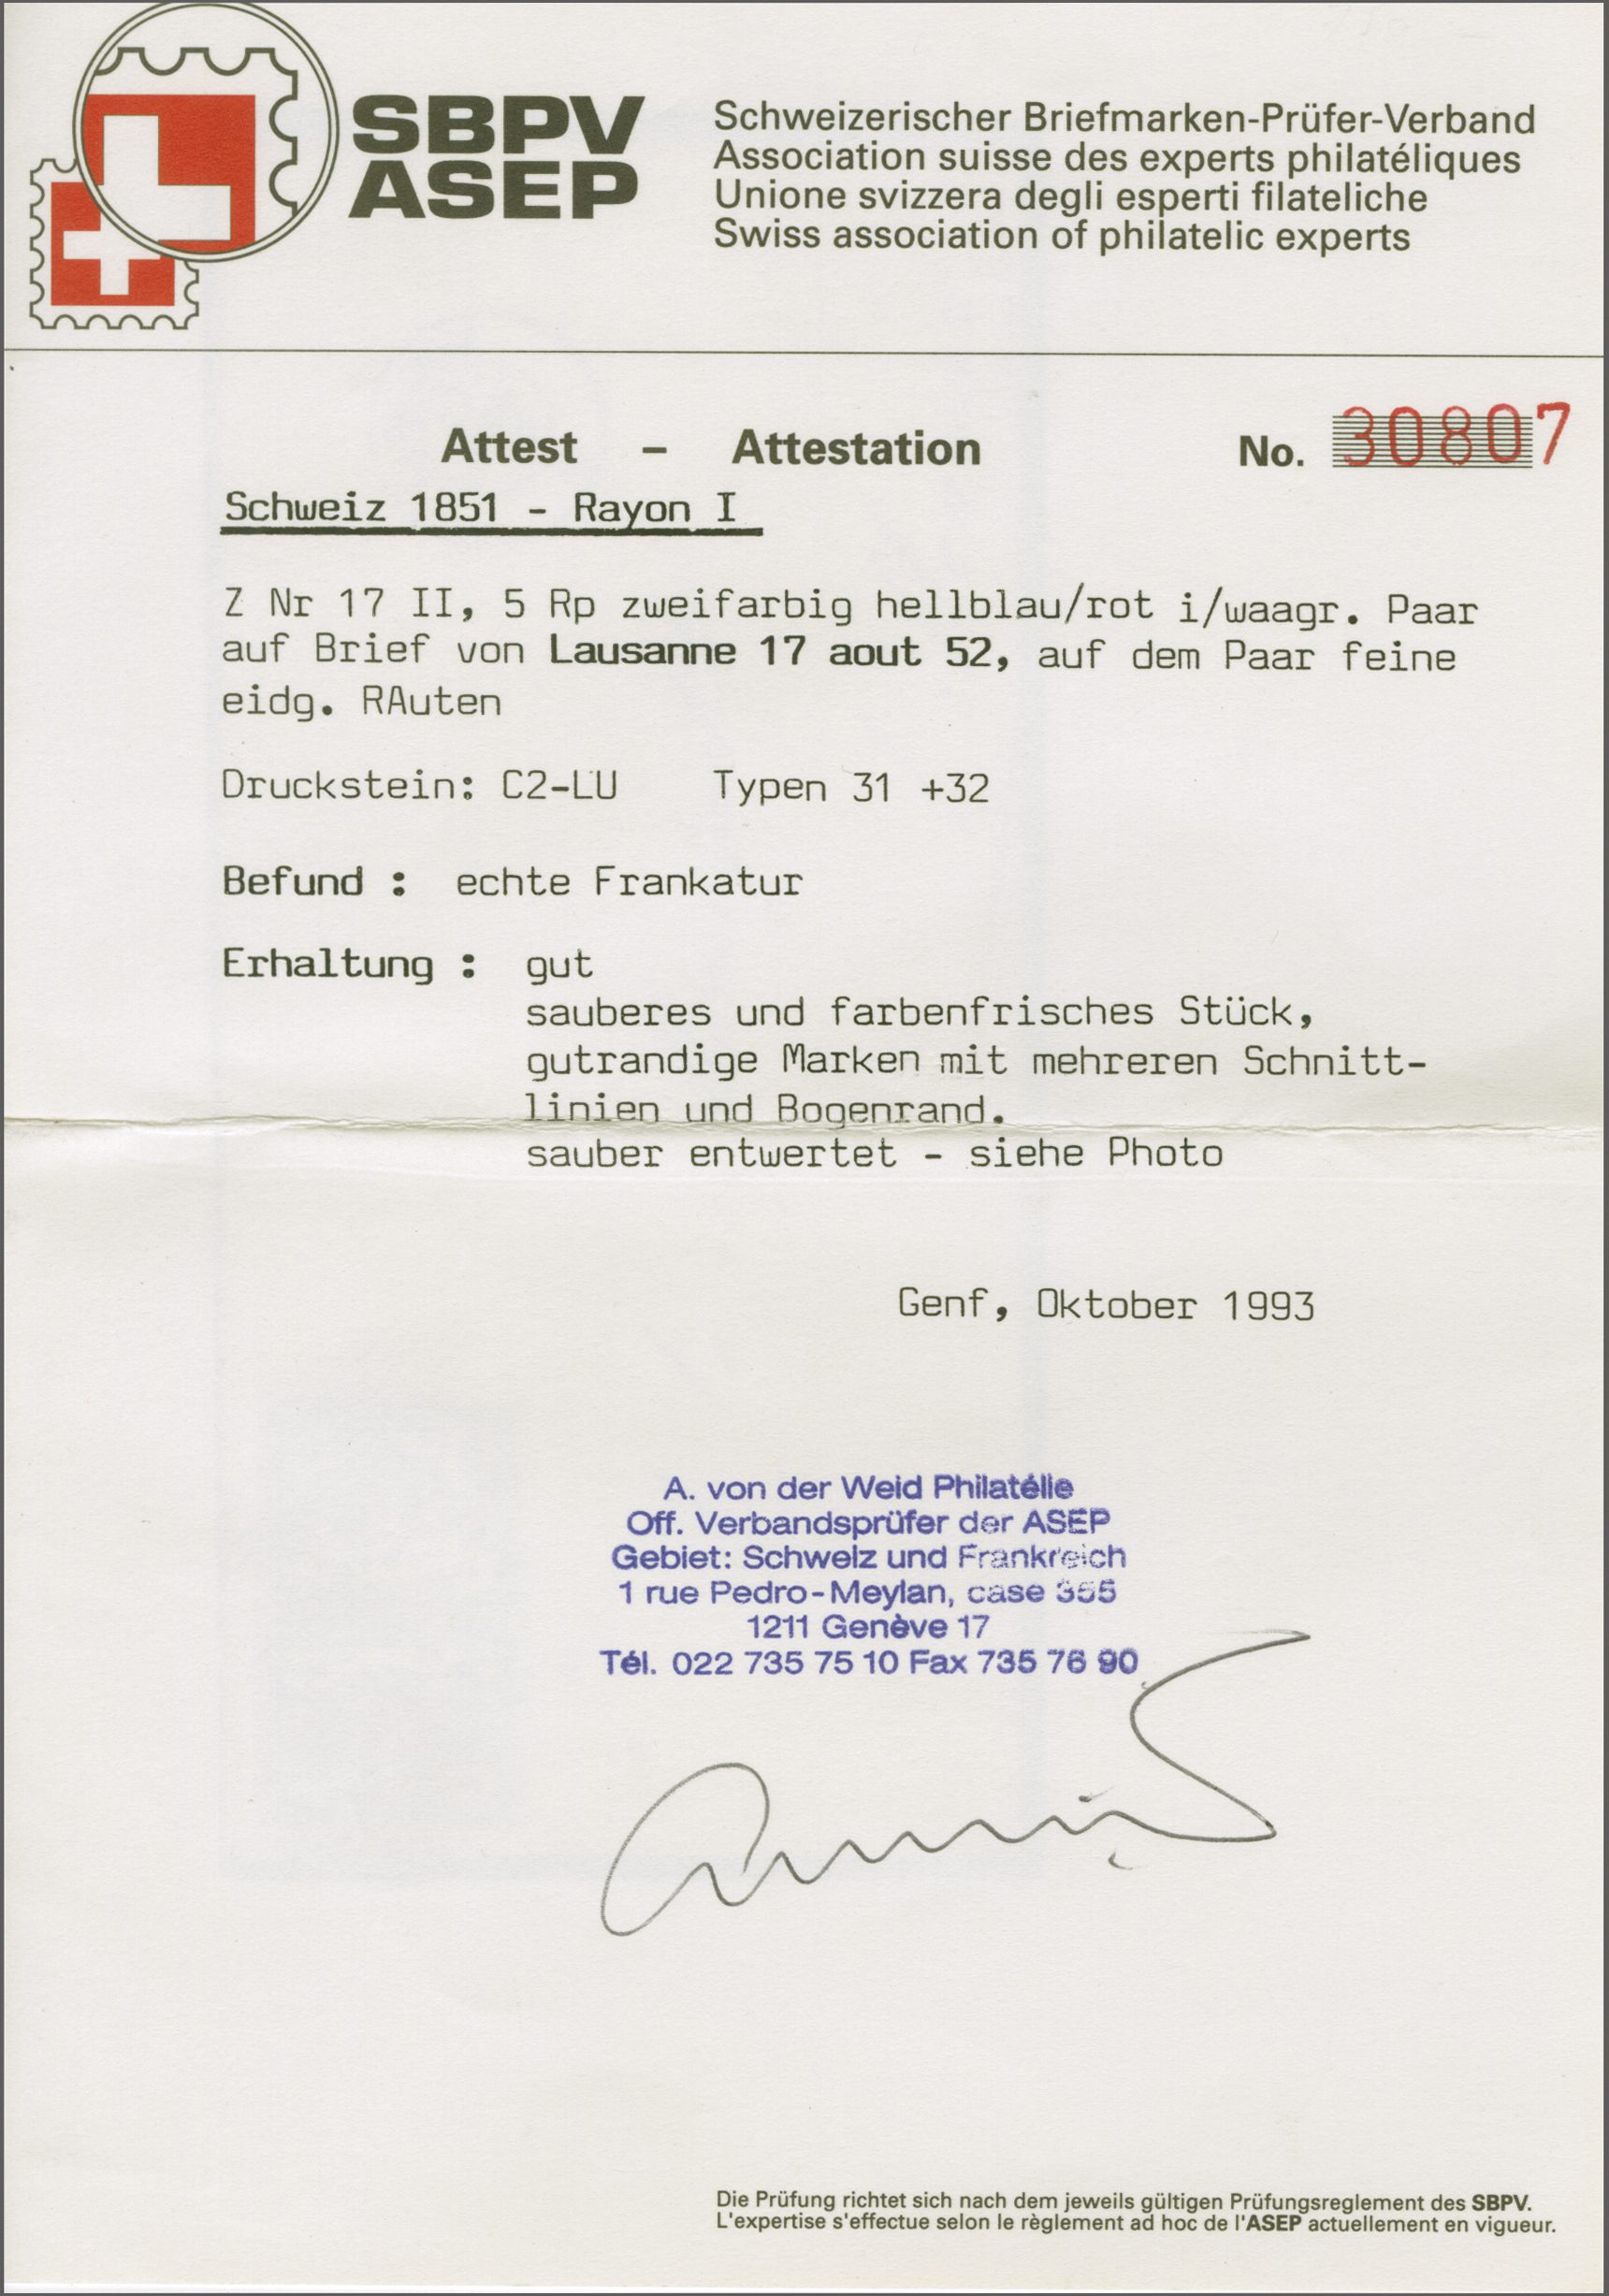 SBPV
ASEP
Schweizerischer Briefmarken-Prüfer-Verband
Association suisse des experts philatéliques
Unione svizzera degli esperti filateliche
Swiss association of philatelic experts
Attest – Attestation No. 30807
Schweiz 1851 - Rayon I
Z Nr 17 II, 5 Rp zweifarbig hellblau/rot i/waagr. Paar
auf Brief von Lausanne 17 aout 52, auf dem Paar feine
eidg. RAuten
Druckstein: C2-LU Typen 31 +32
Befund : echte Frankatur
Erhaltung : gut
sauberes und farbenfrisches Stück,
gutrandige Marken mit mehreren Schnitt-
linien und Bogenrand.
sauber entwertet - siehe Photo
Genf, Oktober 1993
A. von der Weid Philatélie
Off. Verbandsprüfer der ASEP
Gebiet: Schweiz und Frankreich
1 rue Pedro-Meylan, case 355
1211 Genève 17
Tél. 022 735 75 10 Fax 735 76 90
Die Prüfung richtet sich nach dem jeweils gültigen Prüfungsreglement des SBPV.
L'expertise s'effectue selon le règlement ad hoc de l'ASEP actuellement en vigueur.